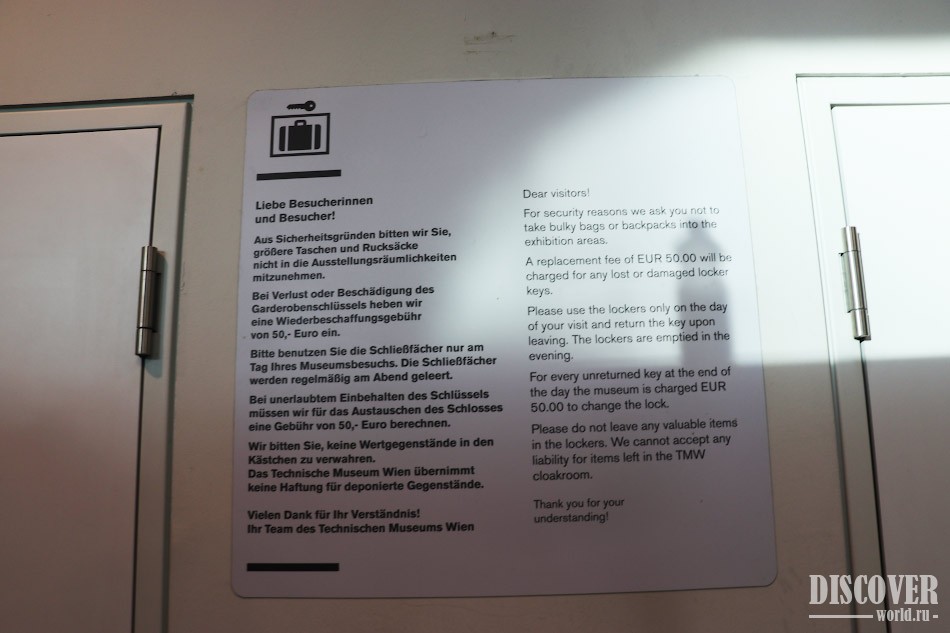 Liebe Besucherinnen
und Besucher!
Aus Sicherheitsgründen bitten wir Sie,
größere Taschen und Rucksäcke
nicht in die Ausstellungsräumlichkeiten
mitzunehmen.
Bei Verlust oder Beschädigung des
Garderobenschlüssels heben wir
eine Wiederbeschaffungsgebühr
von 50,- Euro ein.
Bitte benutzen Sie die Schließfächer nur am
Tag Ihres Museumsbesuchs. Die Schließfächer
werden regelmäßig am Abend geleert.
Bei unerlaubtem Einbehalten des Schlüssels
müssen wir für das Austauschen des Schlosses
eine Gebühr von 50,- Euro berechnen.
Wir bitten Sie, keine Wertgegenstände in den
Kästchen zu verwahren.
Das Technische Museum Wien übernimmt
keine Haftung für deponierte Gegenstände.
Vielen Dank für Ihr Verständnis!
Ihr Team des Technischen Museums Wien
Dear visitors!
For security reasons we ask you not to
take bulky bags or backpacks into the
exhibition areas.
A replacement fee of EUR 50.00 will be
charged for any lost or damaged locker
keys.
Please use the lockers only on the day
of your visit and return the key upon
leaving. The lockers are emptied in the
evening.
For every unreturned key at the end of
the day the museum is charged EUR
50.00 to change the lock.
Please do not leave any valuable items
in the lockers. We cannot accept any
liability for items left in the TMW
cloakroom.
Thank you for your
understanding!
DISCOVER
world.ru